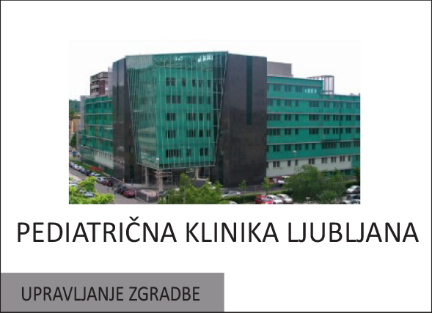 PEDIATRIČNA KLINIKA LJUBLJANA
UPRAVLJANJE ZGRADBE